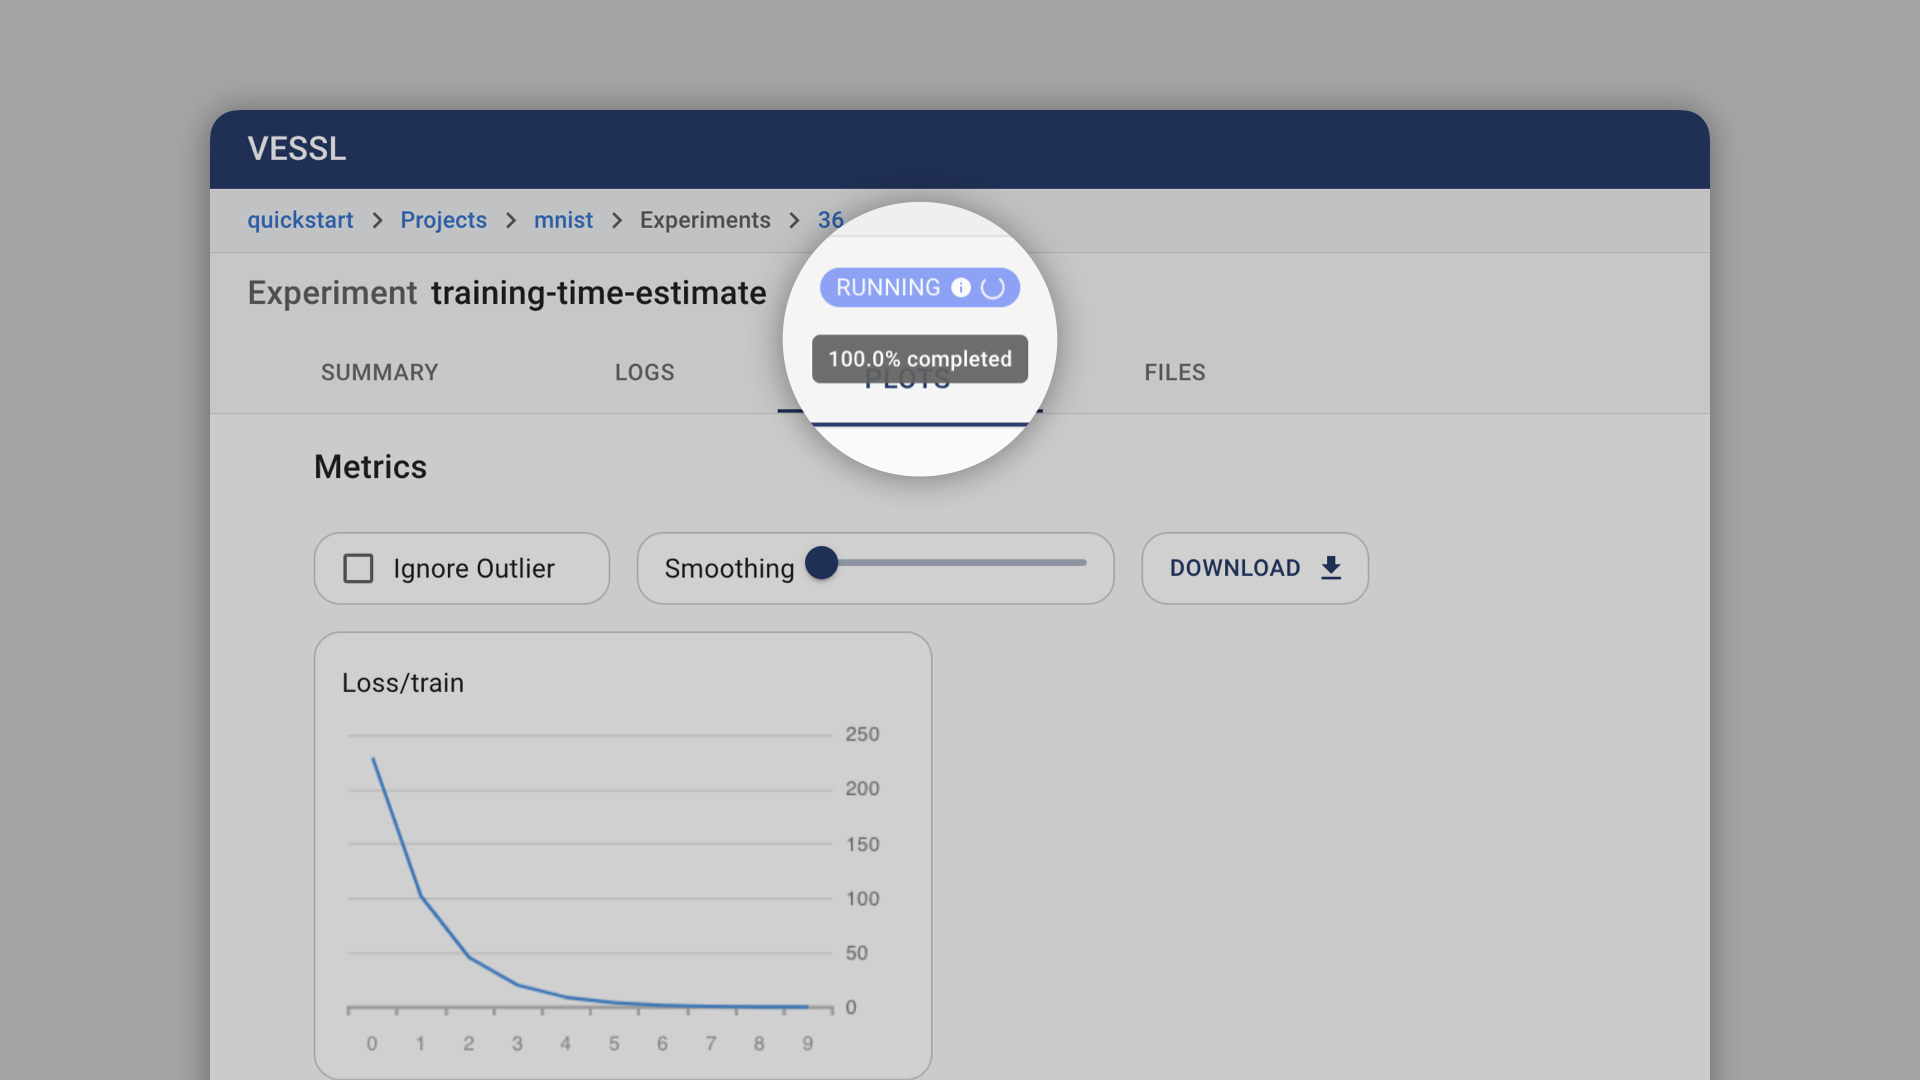 VESSL
quickstart > Projects > mnist > Experiments > 36
Experiment training-time-estimate
RUNNING
100.0% completed
SUMMARY LOGS PLOTS FILES
Metrics
Ignore Outlier
Smoothing
DOWNLOAD
Loss/train
250
200
150
100
50
0
0 1 2 3 4 5 6 7 8 9